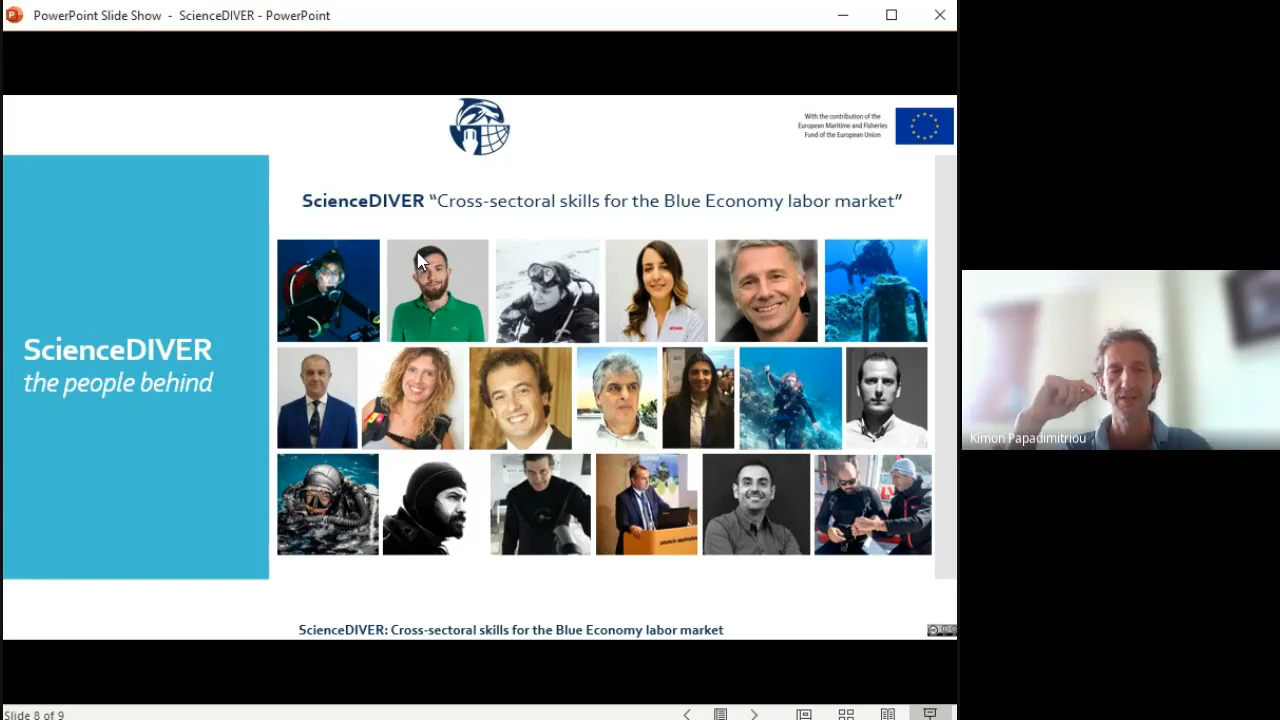 PowerPoint Slide Show - ScienceDIVER - PowerPoint
With the contribution of the
European Maritime and Fisheries
Fund of the European Union
ScienceDIVER “Cross-sectoral skills for the Blue Economy labor market”
ScienceDIVER
the people behind
Kimon Papadimitriou
ScienceDIVER: Cross-sectoral skills for the Blue Economy labor market
Slide 8 of 9